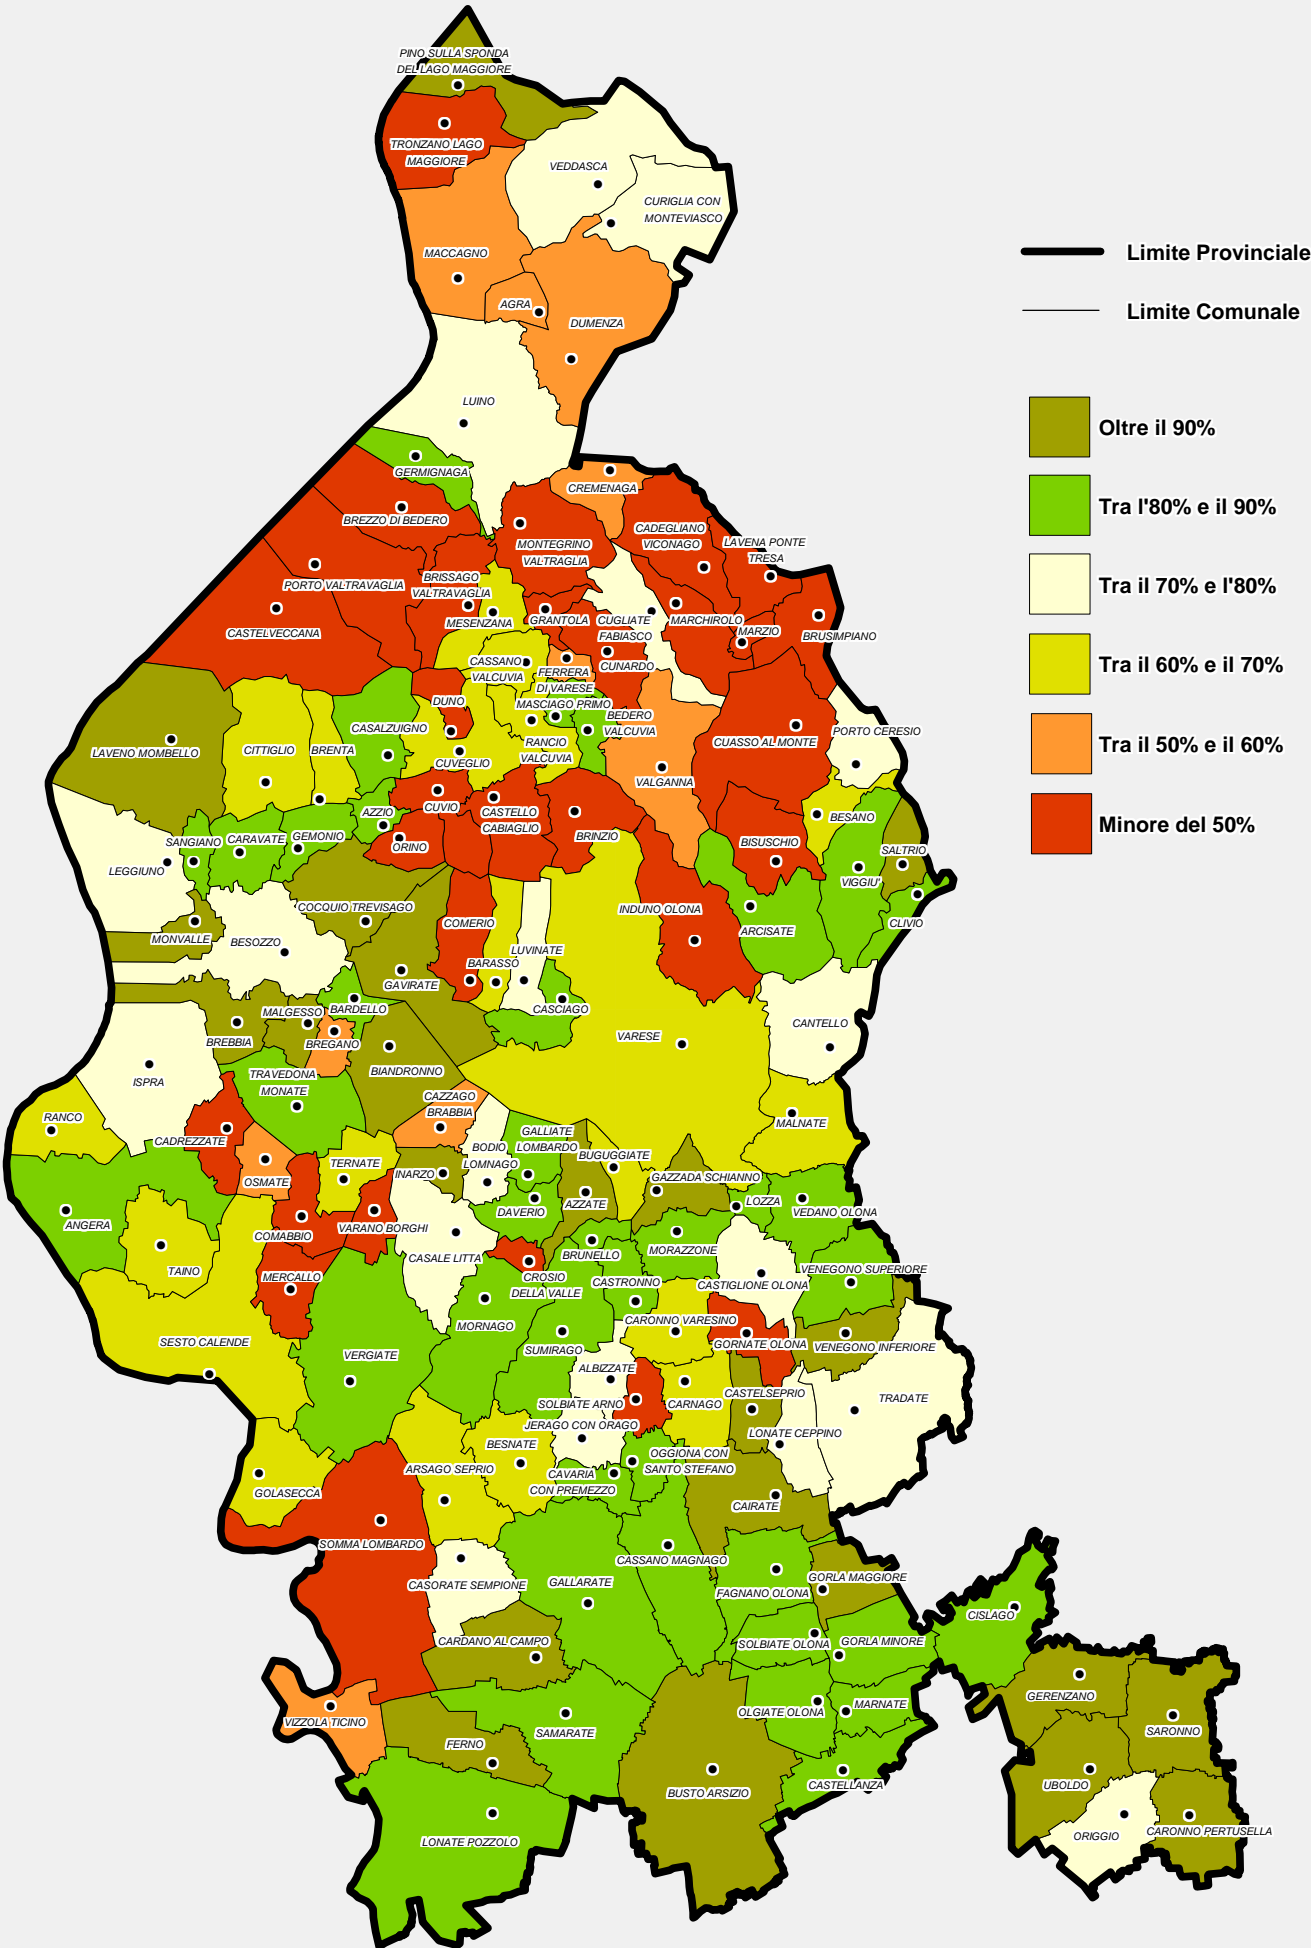 PINO SULLA SPONDA
DEL LAGO MAGGIORE
TRONZANO LAGO
MAGGIORE
VEDDASCA
CURIGLIA CON
MONTEVIASCO
MACCAGNO
AGRA
DUMENZA
LUINO
GERMIGNAGA
CREMENAGA
BREZZO DI BEDERO
MONTEGRINO
VALTRAGLIA
CADEGLIANO
VICONAGO
LAVENA PONTE
TRESA
PORTO VALTRAVAGLIA
BRISSAGO
VALTRAVAGLIA
CASTELVECCANA
MESENZANA
GRANTOLA
CUGLIATE
FABIASCO
MARCHIROLO
MARZIO
BRUSIMPIANO
CASSANO
VALCUVIA
FERRERA
DI VARESE
CUNARDO
DUNO
MASCIAGO PRIMO
BEDERO
VALCUVIA
CASALZUIGNO
LAVENO MOMBELLO
CITTIGLIO
BRENTA
CUVEGLIO
RANCIO
VALCUVIA
CUASSO AL MONTE
PORTO CERESIO
VALGANNA
CUVIO
CASTELLO
CABIAGLIO
AZZIO
BRINZIO
BESANO
SANGIANO
CARAVATE
GEMONIO
ORINO
BISUSCHIO
SALTRIO
LEGGIUNO
VIGGIU'
COCQUIO TREVISAGO
INDUNO OLONA
COMERIO
CLIVIO
ARCISATE
MONVALLE
BESOZZO
LUVINATE
BARASSO
GAVIRATE
CASCIAGO
BARDELLO
MALGESSO
CANTELLO
BREBBIA
BREGANO
VARESE
BIANDRONNO
ISPRA
TRAVEDONA
MONATE
CAZZAGO
BRABBIA
RANCO
MALNATE
CADREZZATE
GALLIATE
LOMBARDO
BODIO
LOMNAGO
BUGUGGIATE
TERNATE
INARZO
GAZZADA SCHIANNO
OSMATE
LOZZA
AZZATE
VEDANO OLONA
DAVERIO
ANGERA
COMABBIO
VARANO BORGHI
MORAZZONE
CASALE LITTA
BRUNELLO
TAINO
VENEGONO SUPERIORE
MERCALLO
CROSIO
DELLA VALLE
CASTRONNO
CASTIGLIONE OLONA
MORNAGO
CARONNO VARESINO
SESTO CALENDE
GORNATE OLONA
VENEGONO INFERIORE
SUMIRAGO
VERGIATE
ALBIZZATE
CASTELSEPRIO
TRADATE
SOLBIATE ARNO
CARNAGO
JERAGO CON ORAGO
LONATE CEPPINO
BESNATE
OGGIONA CON
SANTO STEFANO
ARSAGO SEPRIO
CAVARIA
CON PREMEZZO
GOLASECCA
CAIRATE
SOMMA LOMBARDO
CASSANO MAGNAGO
GORLA MAGGIORE
CASORATE SEMPIONE
GALLARATE
FAGNANO OLONA
CISLAGO
CARDANO AL CAMPO
SOLBIATE OLONA
GORLA MINORE
GERENZANO
VIZZOLA TICINO
OLGIATE OLONA
MARNATE
SAMARATE
SARONNO
FERNO
UBOLDO
CASTELLANZA
BUSTO ARSIZIO
ORIGGIO
CARONNO PERTUSELLA
LONATE POZZOLO
Limite Provinciale
Limite Comunale
Oltre il 90%
Tra l'80% e il 90%
Tra il 70% e l'80%
Tra il 60% e il 70%
Tra il 50% e il 60%
Minore del 50%